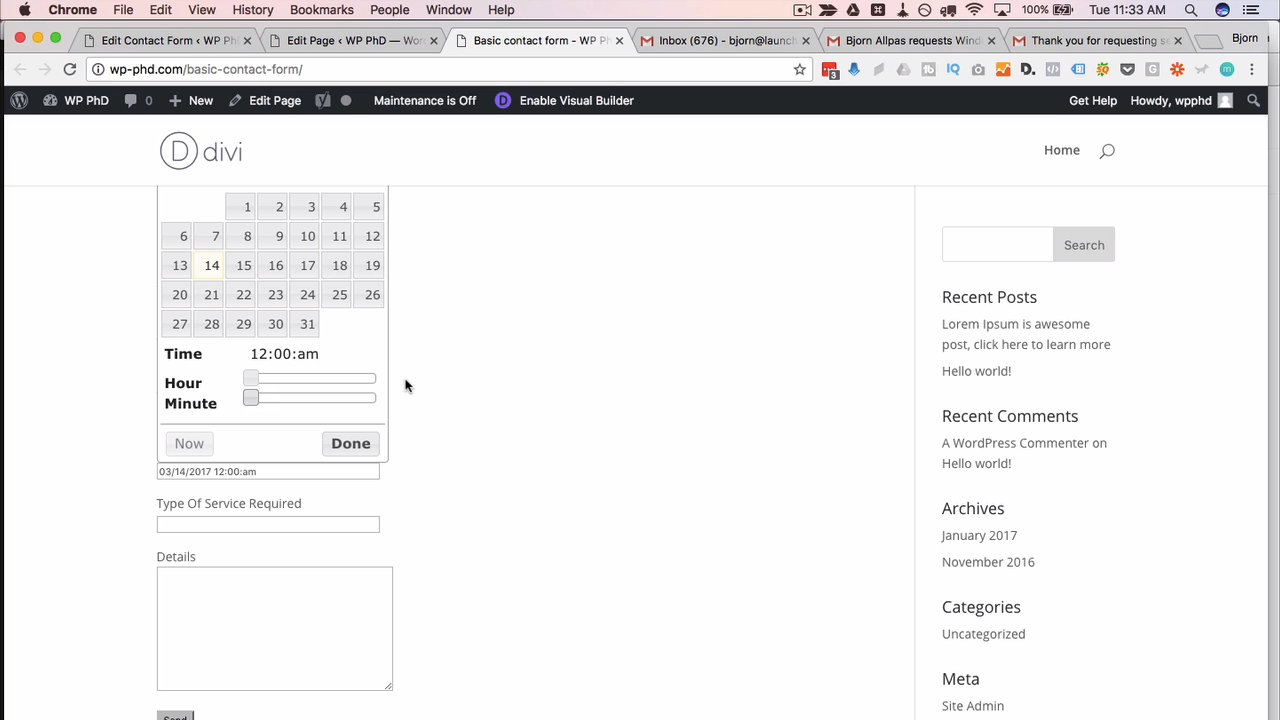 Chrome File Edit View History Bookmarks People Window Help 100% Tue 11:33 AM
Edit Contact Form ‹ WP Ph Edit Page ‹ WP PhD — Wor Basic contact form - WP Ph Inbox (676) - bjorn@launch Bjorn Allpas requests Wind Thank you for requesting se Bjorn
wp-phd.com/basic-contact-form/ 3
WP PhD 0 New Edit Page Maintenance is Off D Enable Visual Builder Get Help Howdy, wpphd
D divi Home
1 2 3 4 5
6 7 8 9 10 11 12
13 14 15 16 17 18 19
20 21 22 23 24 25 26
27 28 29 30 31
Time 12:00:am
Hour
Minute
Now Done
03/14/2017 12:00:am
Type Of Service Required
Details
Send
Search
Recent Posts
Lorem Ipsum is awesome
post, click here to learn more
Hello world!
Recent Comments
A WordPress Commenter on
Hello world!
Archives
January 2017
November 2016
Categories
Uncategorized
Meta
Site Admin